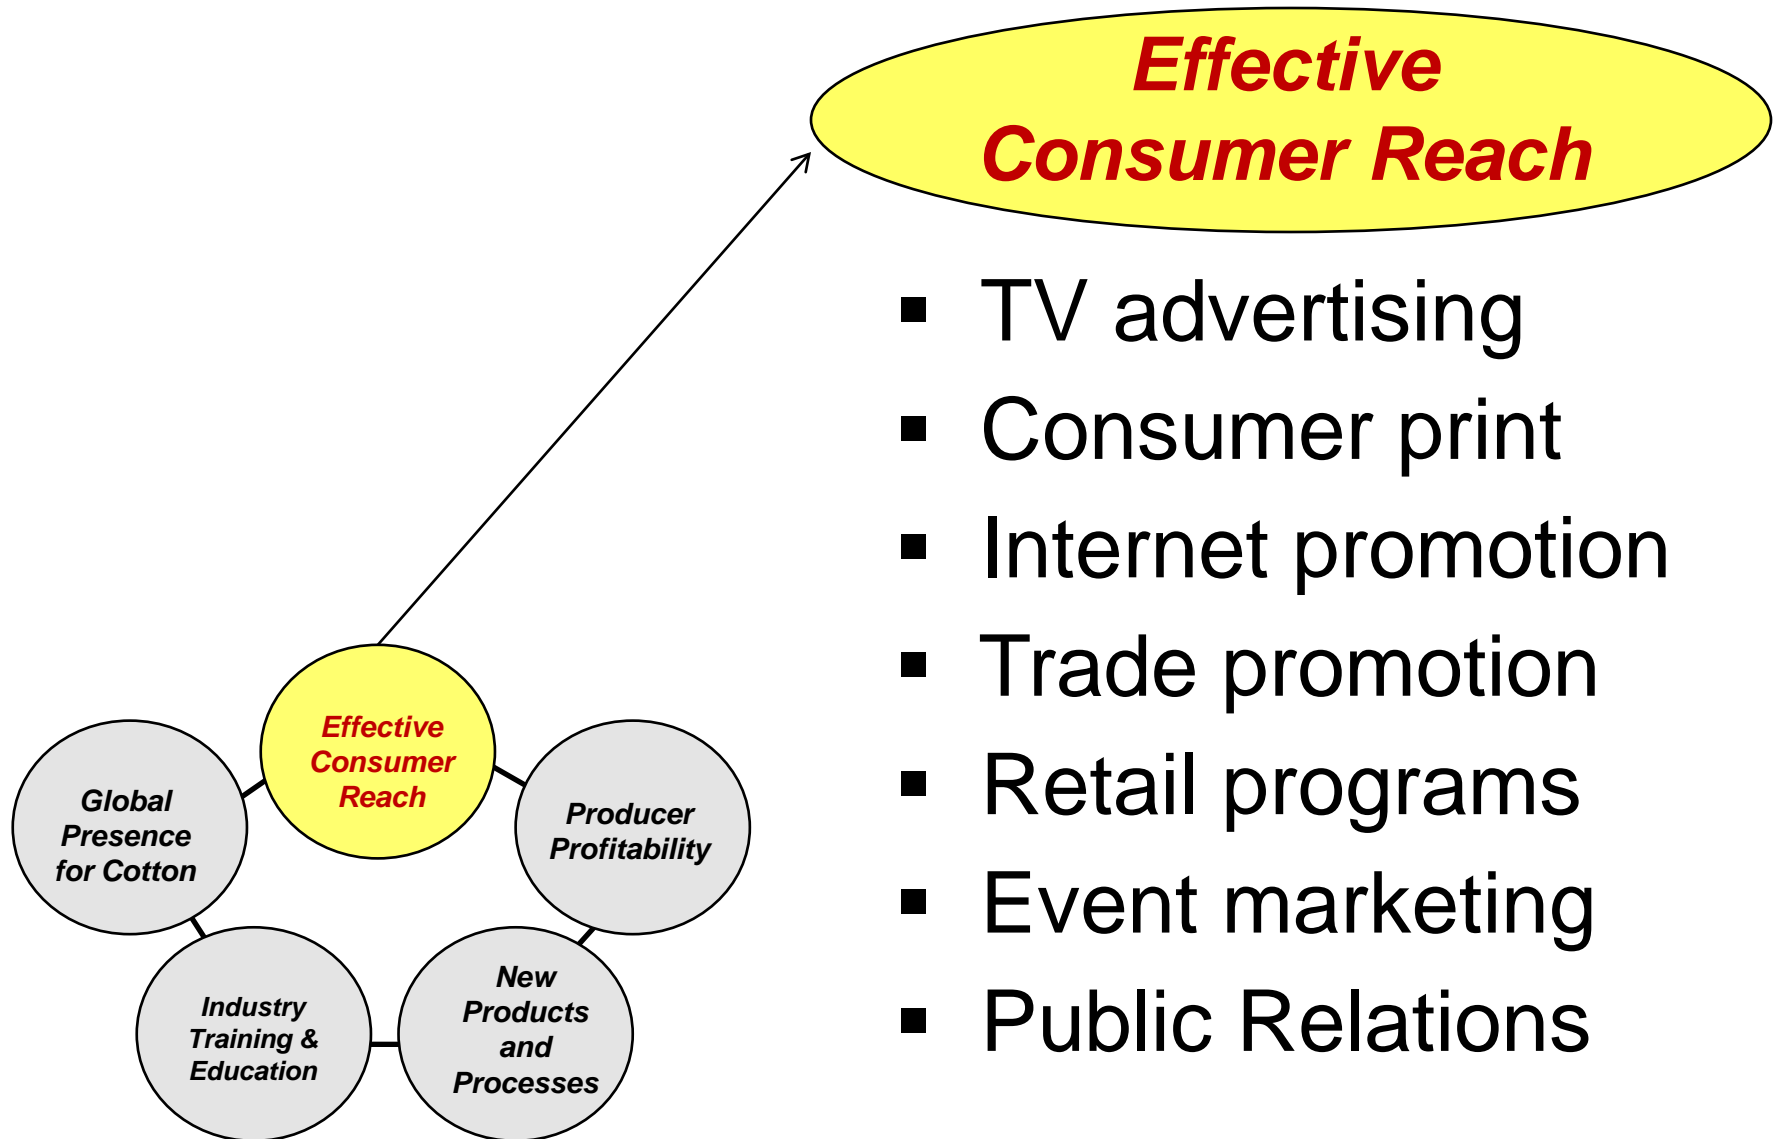 Effective
Consumer Reach
▪ TV advertising
▪ Consumer print
▪ Internet promotion
▪ Trade promotion
▪ Retail programs
▪ Event marketing
▪ Public Relations
Effective
Consumer
Reach
Global
Presence
for Cotton
Producer
Profitability
Industry
Training &
Education
New
Products
and
Processes